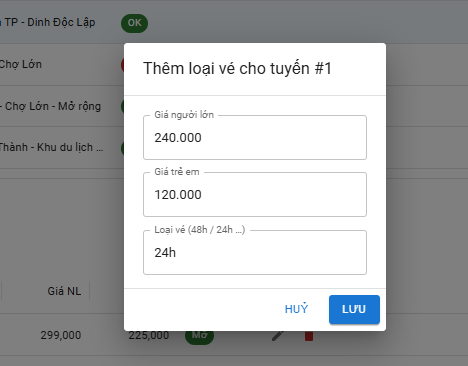 TP - Dinh Độc Lập
OK
Chợ Lớn
- Chợ Lớn - Mở rộng
Thành - Khu du lịch ...
Thêm loại vé cho tuyến #1
Giá người lớn
240.000
Giá trẻ em
120.000
Loại vé (48h / 24h ...)
24h
HUỶ
LƯU
Giá NL
299,000
225,000
Mở